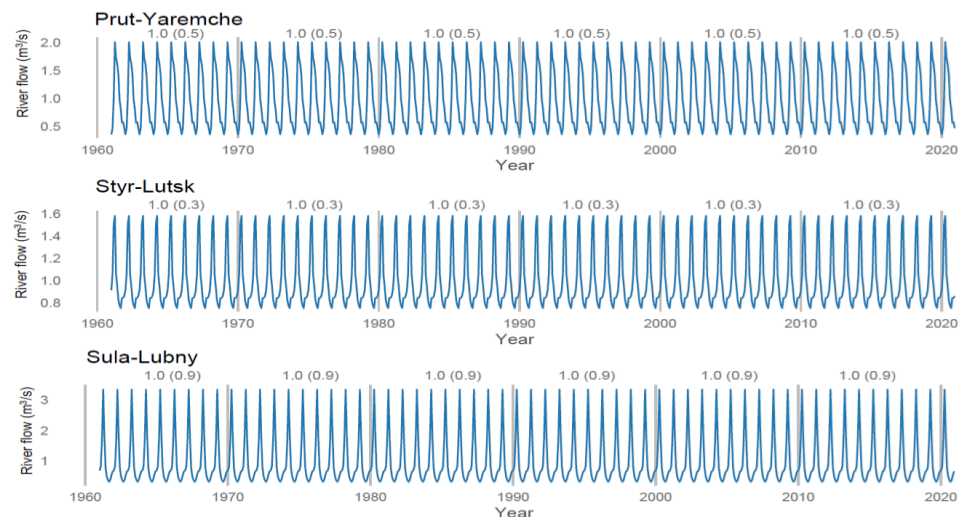 Prut-Yaremche
1.0 (0.5) 1.0 (0.5) 1.0 (0.5) 1.0 (0.5) 1.0 (0.5) 1.0 (0.5)
River flow (m³/s)
2.0
1.5
1.0
0.5
1960 1970 1980 1990 2000 2010 2020
Year
Styr-Lutsk
1.0 (0.3) 1.0 (0.3) 1.0 (0.3) 1.0 (0.3) 1.0 (0.3) 1.0 (0.3)
River flow (m³/s)
1.6
1.4
1.2
1.0
0.8
1960 1970 1980 1990 2000 2010 2020
Year
Sula-Lubny
1.0 (0.9) 1.0 (0.9) 1.0 (0.9) 1.0 (0.9) 1.0 (0.9) 1.0 (0.9)
River flow (m³/s)
3
2
1
1960 1970 1980 1990 2000 2010 2020
Year